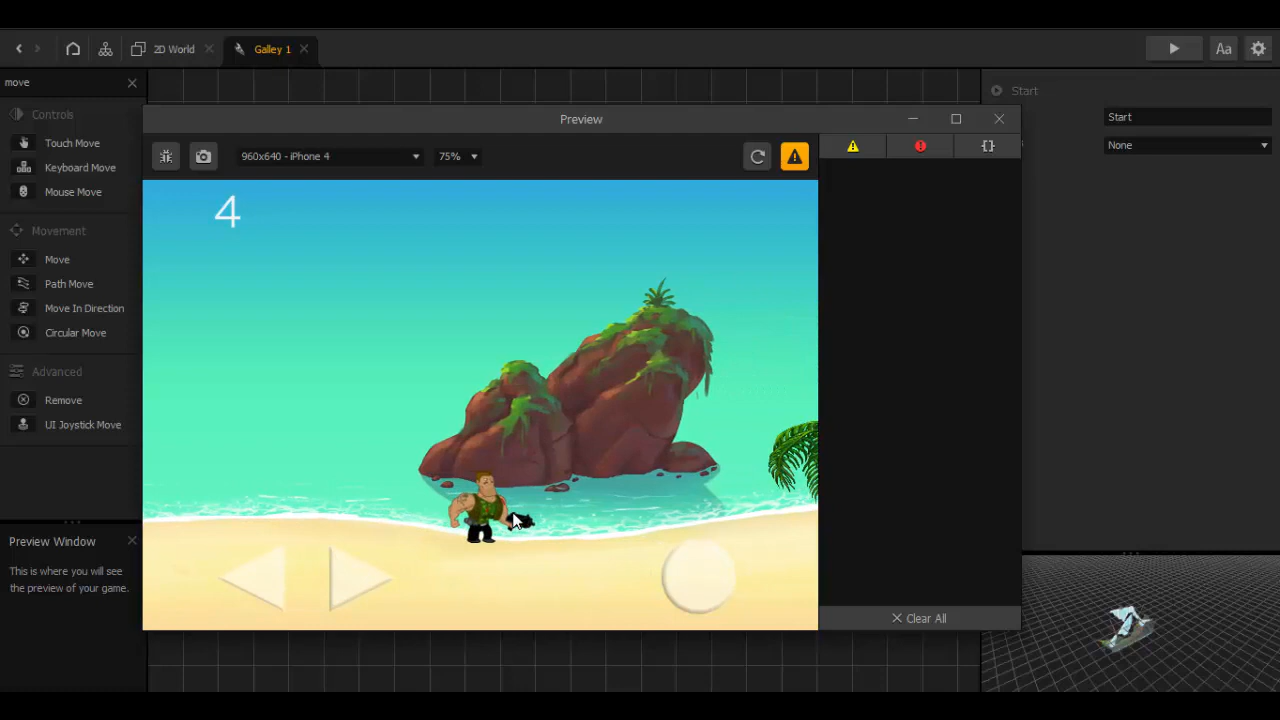 2D World
Galley 1
Aa
move
Controls
Touch Move
Keyboard Move
Mouse Move
Movement
Move
Path Move
Move In Direction
Circular Move
Advanced
Remove
UI Joystick Move
Preview Window
This is where you will see
the preview of your game.
Preview
960x640 - iPhone 4
75%
{}
4
Clear All
Start
Start
None